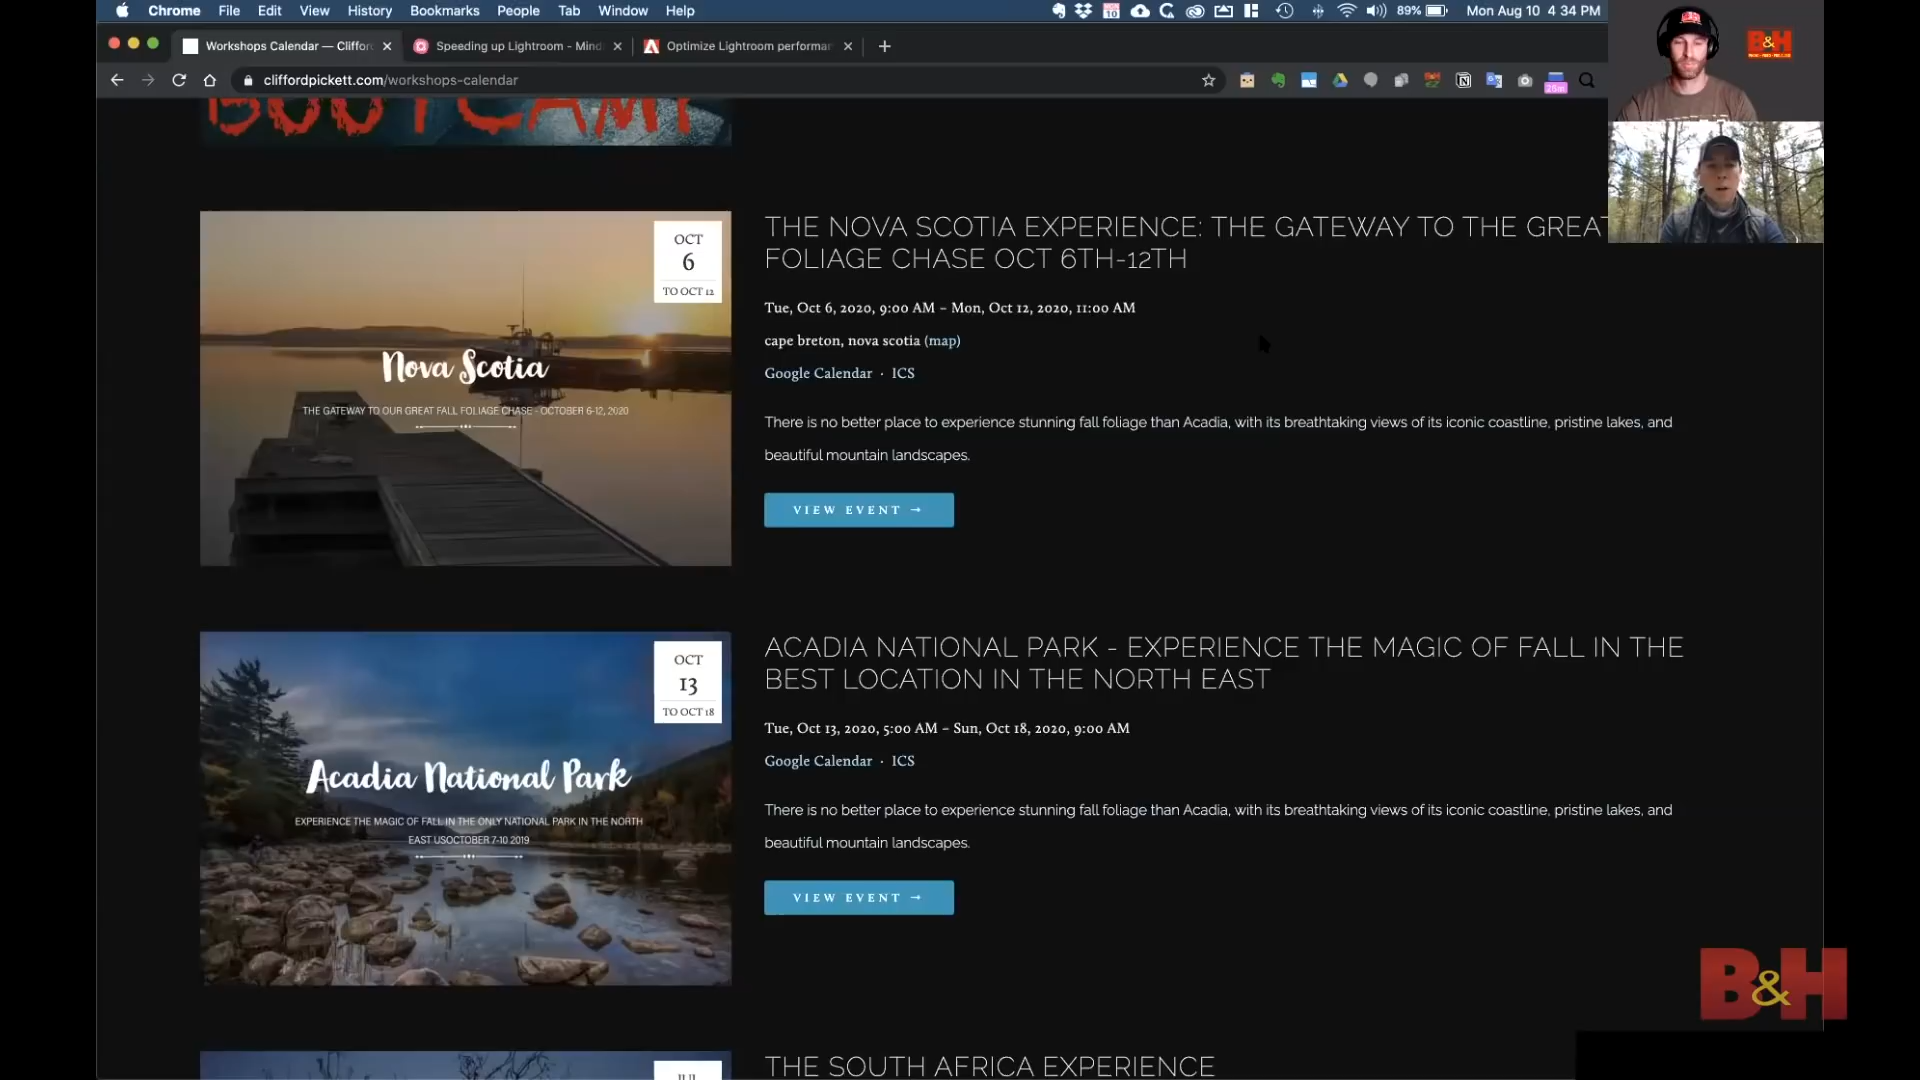 Chrome File Edit View History Bookmarks People Tab Window Help 89% Mon Aug 10 4:34 PM
Workshops Calendar — Cliffor Speeding up Lightroom - Mind Optimize Lightroom performar
cliffordpickett.com/workshops-calendar
B&H
BOOTCAMP
OCT
6
TO OCT 12
Nova Scotia
THE GATEWAY TO OUR GREAT FALL FOLIAGE CHASE - OCTOBER 6-12, 2020
THE NOVA SCOTIA EXPERIENCE: THE GATEWAY TO THE GREA
FOLIAGE CHASE OCT 6TH-12TH
Tue, Oct 6, 2020, 9:00 AM – Mon, Oct 12, 2020, 11:00 AM
cape breton, nova scotia (map)
Google Calendar · ICS
There is no better place to experience stunning fall foliage than Acadia, with its breathtaking views of its iconic coastline, pristine lakes, and
beautiful mountain landscapes.
VIEW EVENT →
OCT
13
TO OCT 18
Acadia National Park
EXPERIENCE THE MAGIC OF FALL IN THE ONLY NATIONAL PARK IN THE NORTH
EAST USOCTOBER 7-10 2019
ACADIA NATIONAL PARK - EXPERIENCE THE MAGIC OF FALL IN THE
BEST LOCATION IN THE NORTH EAST
Tue, Oct 13, 2020, 5:00 AM – Sun, Oct 18, 2020, 9:00 AM
Google Calendar · ICS
There is no better place to experience stunning fall foliage than Acadia, with its breathtaking views of its iconic coastline, pristine lakes, and
beautiful mountain landscapes.
VIEW EVENT →
B&H
JUL
THE SOUTH AFRICA EXPERIENCE